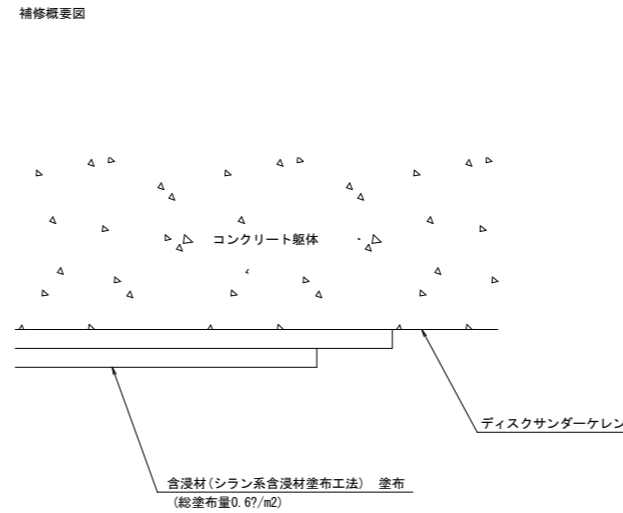 補修概要図
コンクリート躯体
ディスクサンダーケレン
含浸材(シラン系含浸材塗布工法) 塗布
(総塗布量0.6?/m2)